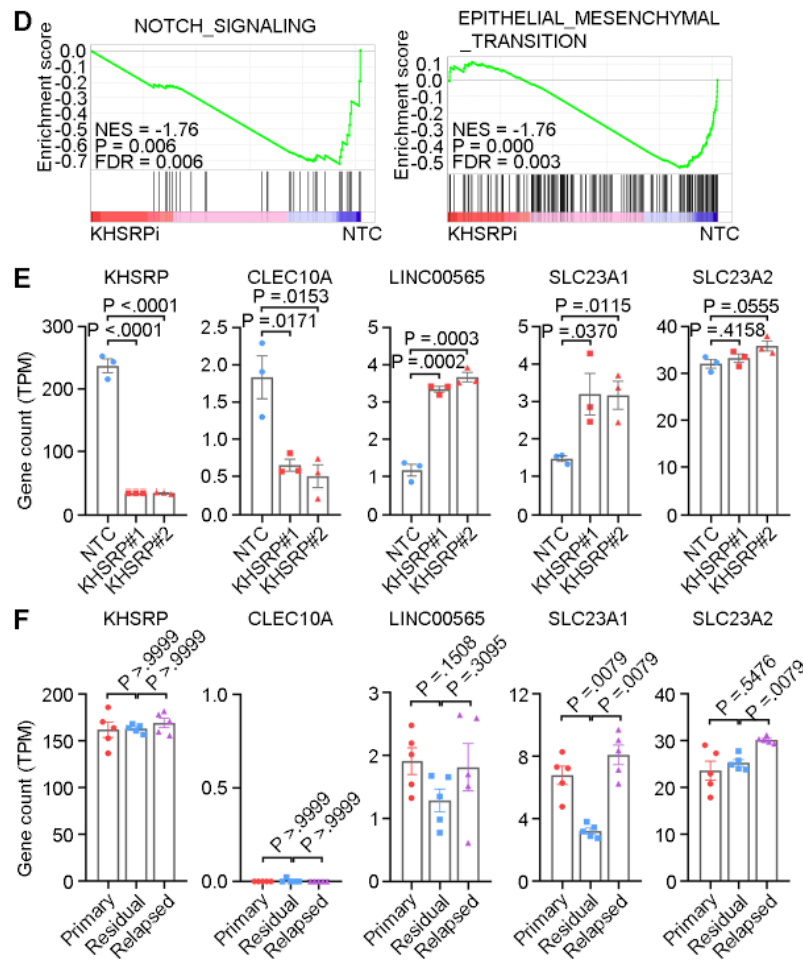 D
NOTCH_SIGNALING
Enrichment score
0.0
-0.1
-0.2
-0.3
-0.4
-0.5
-0.6
-0.7
NES = -1.76
P = 0.006
FDR = 0.006
KHSRPi
NTC
EPITHELIAL_MESENCHYMAL
_TRANSITION
Enrichment score
0.1
0.0
-0.1
-0.2
-0.3
-0.4
-0.5
NES = -1.76
P = 0.000
FDR = 0.003
KHSRPi
NTC
E
Gene count (TPM)
KHSRP
P <.0001
P <.0001
300
200
100
0
NTC
KHSRP#1
KHSRP#2
CLEC10A
P =.0153
P =.0171
2.5
2.0
1.5
1.0
0.5
0.0
NTC
KHSRP#1
KHSRP#2
LINC00565
P =.0003
P =.0002
5
4
3
2
1
0
NTC
KHSRP#1
KHSRP#2
SLC23A1
P =.0115
P =.0370
5
4
3
2
1
0
NTC
KHSRP#1
KHSRP#2
SLC23A2
P =.0555
P =.4158
40
30
20
10
0
NTC
KHSRP#1
KHSRP#2
F
Gene count (TPM)
KHSRP
P >.9999
P >.9999
200
150
100
50
0
Primary
Residual
Relapsed
CLEC10A
P >.9999
P >.9999
1.0
0.5
0.0
Primary
Residual
Relapsed
LINC00565
P =.1508
P =.3095
3
2
1
0
Primary
Residual
Relapsed
SLC23A1
P =.0079
P =.0079
12
8
4
0
Primary
Residual
Relapsed
SLC23A2
P =.5476
P =.0079
40
30
20
10
0
Primary
Residual
Relapsed